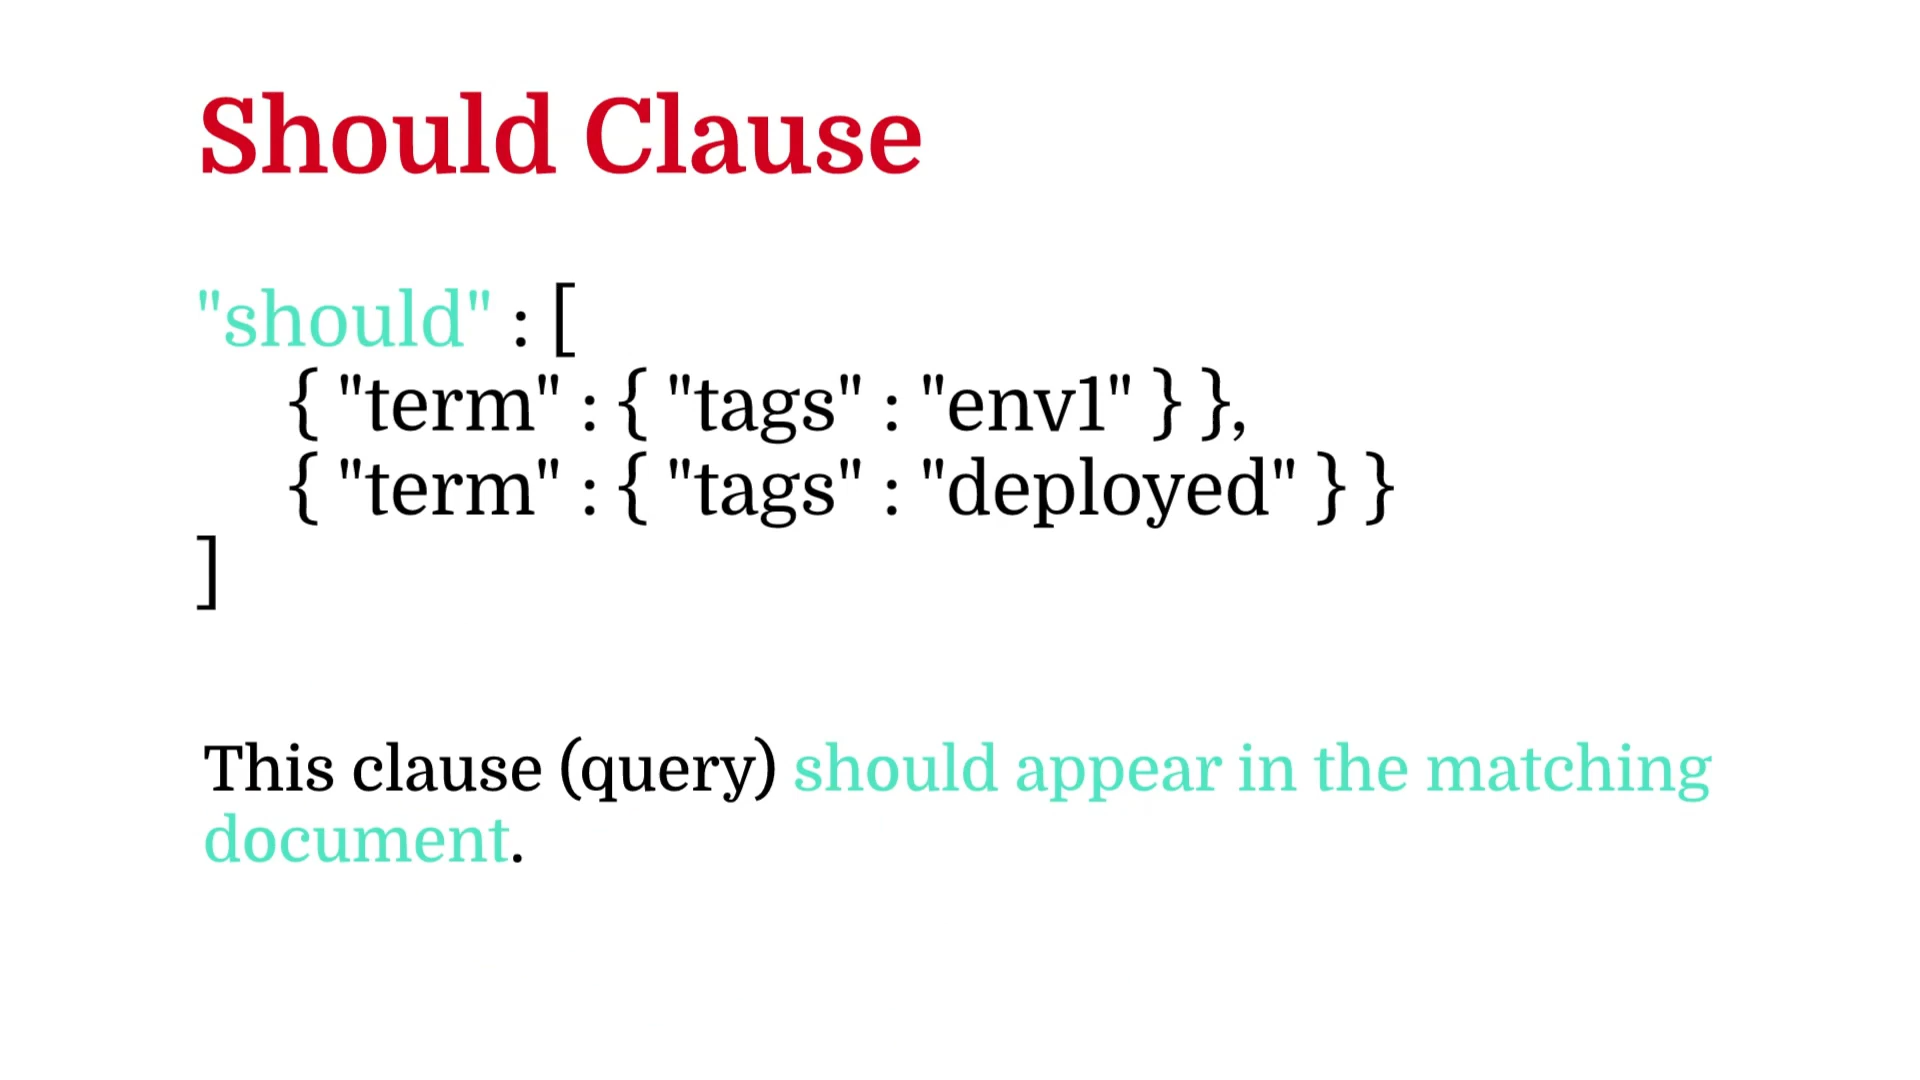 Should Clause
"should" : [
{ "term" : { "tags" : "env1" } },
{ "term" : { "tags" : "deployed" } }
]
This clause (query) should appear in the matching
document.